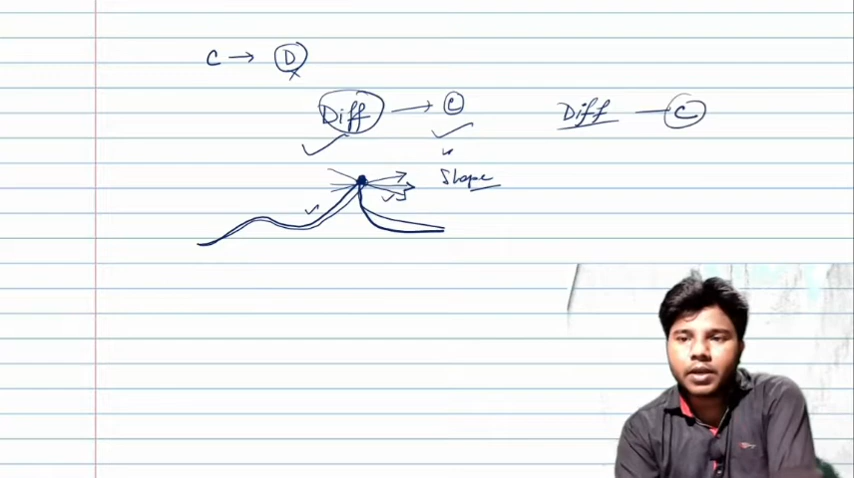 C → D
Diff → C
Diff — C
Slope